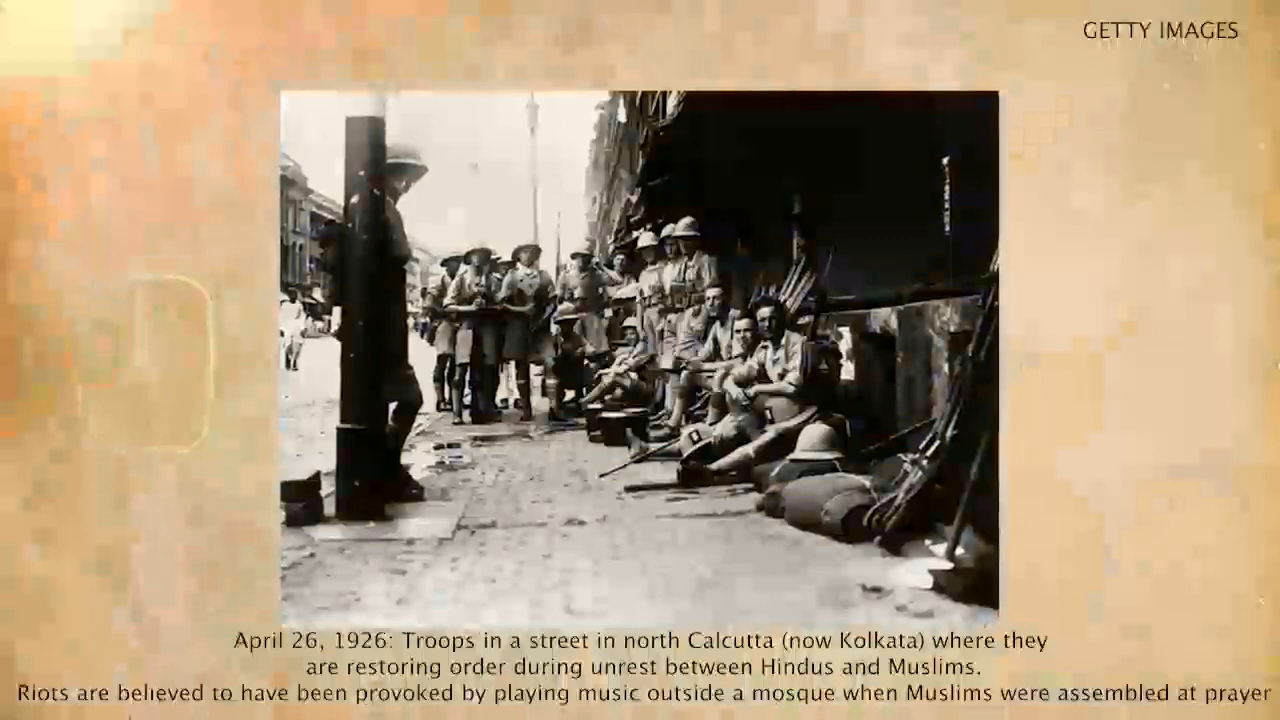 GETTY IMAGES
April 26, 1926: Troops in a street in north Calcutta (now Kolkata) where they
are restoring order during unrest between Hindus and Muslims.
Riots are believed to have been provoked by playing music outside a mosque when Muslims were assembled at prayer